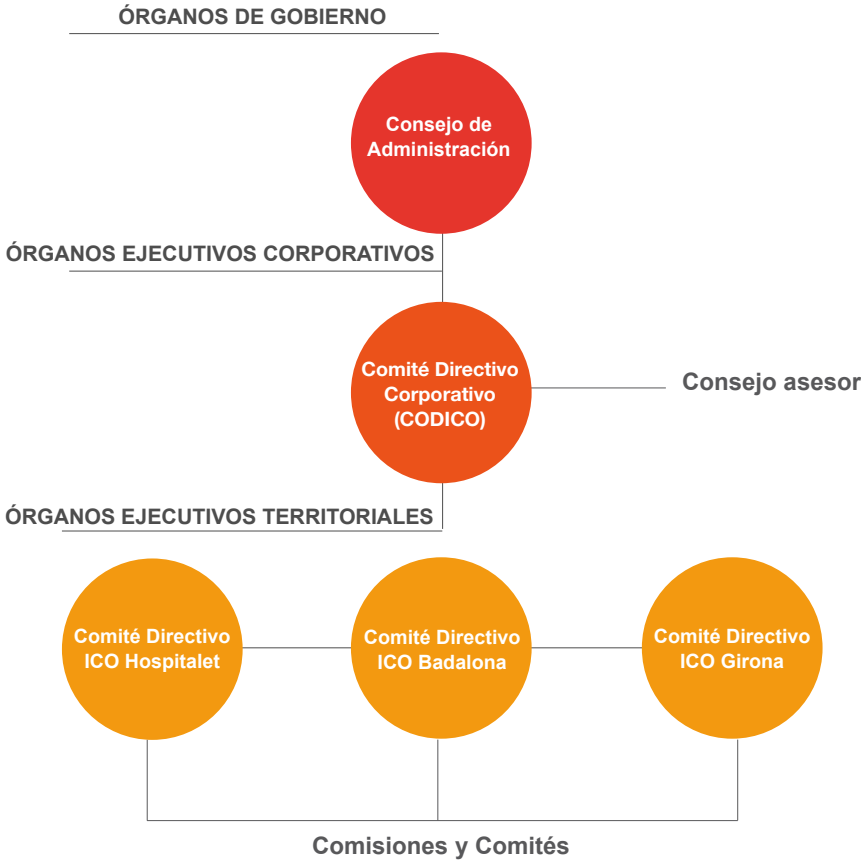 ÓRGANOS DE GOBIERNO
Consejo de
Administración
ÓRGANOS EJECUTIVOS CORPORATIVOS
Comité Directivo
Corporativo
(CODICO)
Consejo asesor
ÓRGANOS EJECUTIVOS TERRITORIALES
Comité Directivo
ICO Hospitalet
Comité Directivo
ICO Badalona
Comité Directivo
ICO Girona
Comisiones y Comités